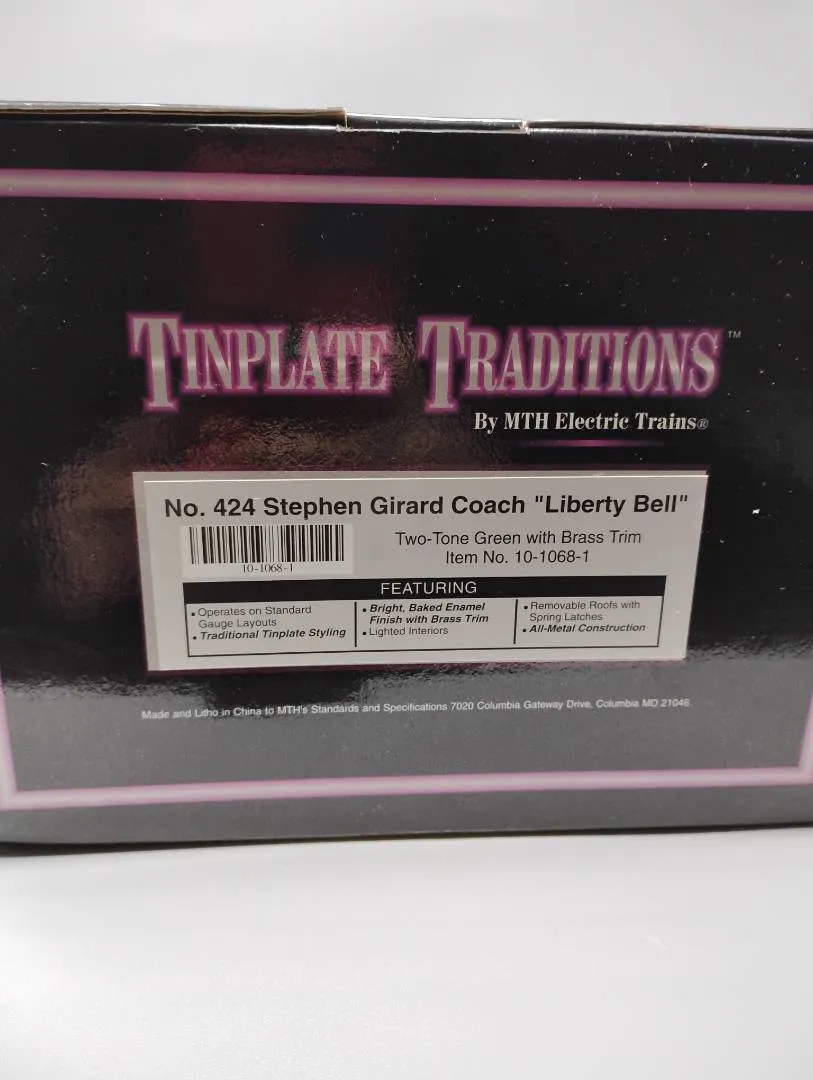 TINPLATE TRADITIONS™
By MTH Electric Trains®
No. 424 Stephen Girard Coach "Liberty Bell"
10-1068-1
Two-Tone Green with Brass Trim
Item No. 10-1068-1
FEATURING
• Operates on Standard
Gauge Layouts
• Traditional Tinplate Styling
• Bright, Baked Enamel
Finish with Brass Trim
• Lighted Interiors
• Removable Roofs with
Spring Latches
• All-Metal Construction
Made and Litho in China to MTH's Standards and Specifications 7020 Columbia Gateway Drive, Columbia MD 21046